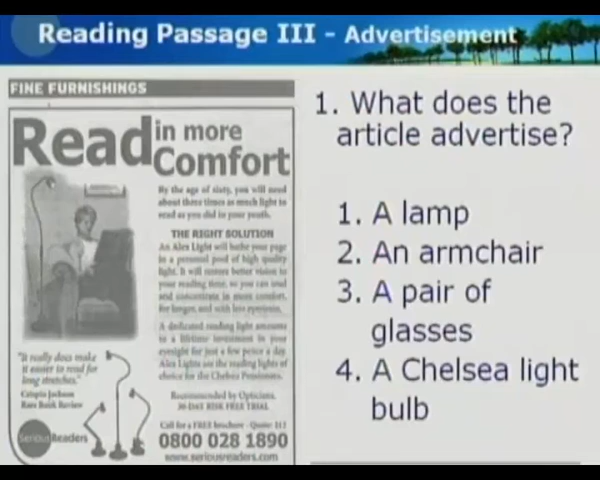 Reading Passage III - Advertisement
FINE FURNISHINGS
Read in more
Comfort
By the age of sixty, you will need
about three times as much light to
read as you did in your youth.
THE RIGHT SOLUTION
An Alex Light will bathe your page
in a personal pool of high quality
light. It will restore better vision to
your reading time, so you can read
and concentrate in more comfort,
for longer, and with less eyestrain.
A dedicated reading light amounts
to a lifetime investment in your
eyesight for just a few pence a day.
Alex Lights are the reading lights of
choice for the Chelsea Pensioners.
Recommended by Opticians.
30-DAY RISK FREE TRIAL
Call for a FREE brochure - Quote:
0800 028 1890
www.seriousreaders.com
"It really does make
it easier to read for
long stretches."
Crispin Jackson
Rare Book Review
Serious Readers
1. What does the
article advertise?
1. A lamp
2. An armchair
3. A pair of
glasses
4. A Chelsea light
bulb